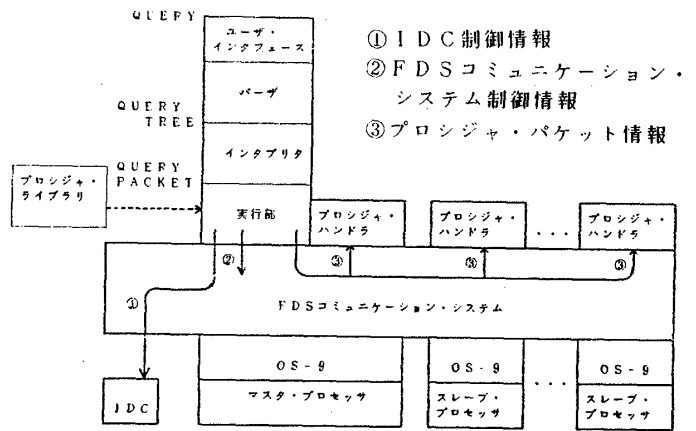 QUERY
ユーザ・
インタフェース
パーザ
QUERY
TREE
インタプリタ
QUERY
PACKET
実行部
プロシジャ・
ライブラリ
① IDC制御情報
② FDSコミュニケーション・
システム制御情報
③ プロシジャ・パケット情報
プロシジャ・
ハンドラ
プロシジャ・
ハンドラ
...
プロシジャ・
ハンドラ
①
②
③
③
③
FDSコミュニケーション・システム
IDC
OS-9
マスタ・プロセッサ
OS-9
スレーブ・
プロセッサ
...
OS-9
スレーブ・
プロセッサ